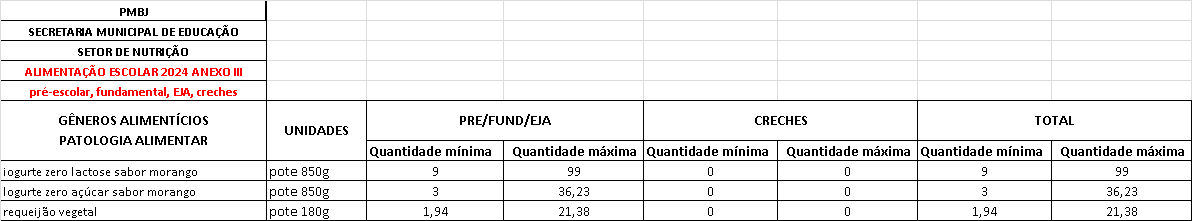 PMBJ
SECRETARIA MUNICIPAL DE EDUCAÇÃO
SETOR DE NUTRIÇÃO
ALIMENTAÇÃO ESCOLAR 2024 ANEXO III
pré-escolar, fundamental, EJA, creches
GÊNEROS ALIMENTÍCIOS
PATOLOGIA ALIMENTAR
UNIDADES
PRE/FUND/EJA CRECHES TOTAL
Quantidade mínima Quantidade máxima Quantidade mínima Quantidade máxima Quantidade mínima Quantidade máxima
iogurte zero lactose sabor morango pote 850g 9 99 0 0 9 99
Iogurte zero açúcar sabor morango pote 850g 3 36,23 0 0 3 36,23
requeijão vegetal pote 180g 1,94 21,38 0 0 1,94 21,38